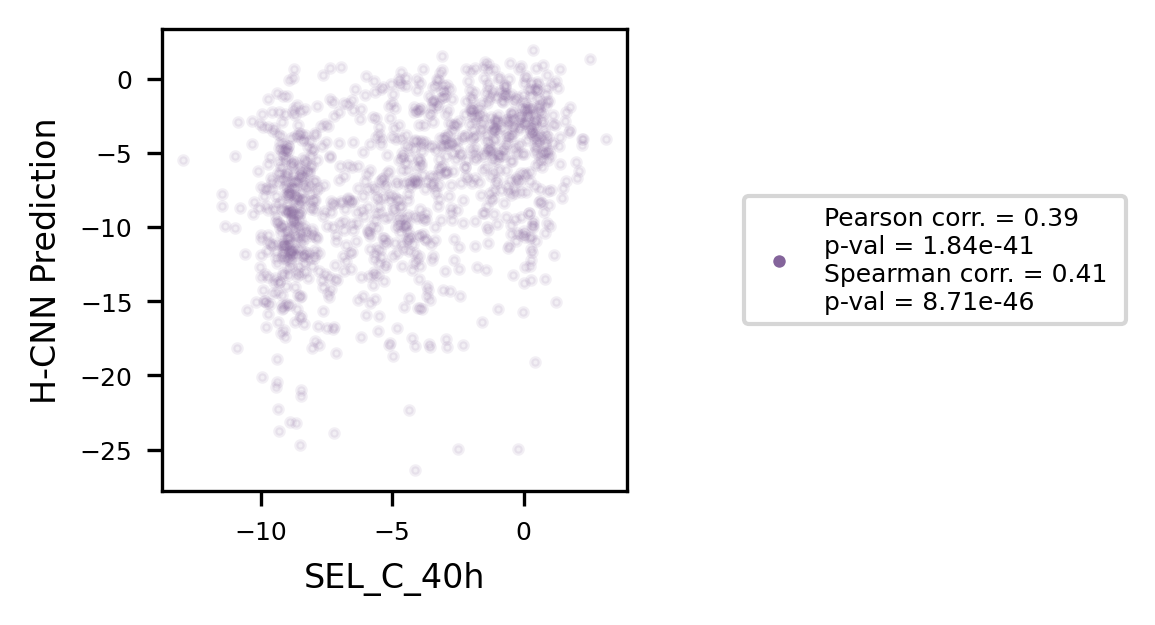 0
−5
−10
−15
−20
−25
H-CNN Prediction
−10
−5
0
SEL_C_40h
Pearson corr. = 0.39
p-val = 1.84e-41
Spearman corr. = 0.41
p-val = 8.71e-46